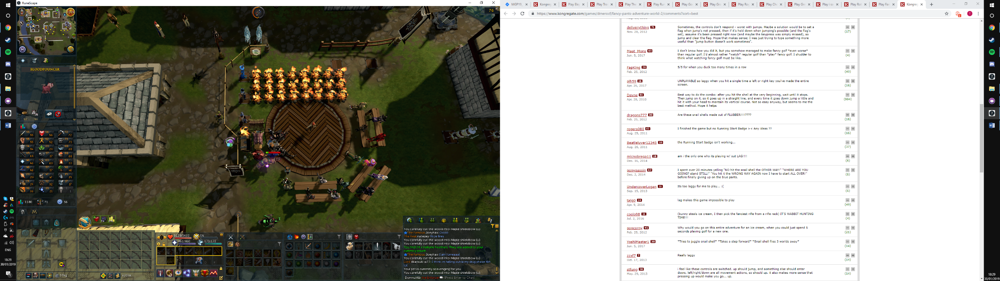 RuneScape
76
BLOODPOUNCER
1180
71
56
ENG
18:29
30/01/2019
6108/5600
0%
460/460
170/170
6203K
3.9kg
You carefully cut the wood into: Maple shieldbow (u)
The Famous Joeyhax: Oooo
The Real natezey: Nice fires
You carefully cut the wood into: Maple shieldbow (u).
You carefully cut the wood into: Maple shieldbow (u).
You find 24 x Valkyrie Feathers. They are added to your
currency pouch.
The Famous Joeyhax: I am forreaaal
You carefully cut the wood into: Maple shieldbow (u).
Lord Akatsuki w77: I think im falling outta my drug phase tbh
lol
Your pet is currently scavenging for you.
You carefully cut the wood into: Maple shieldbow (u).
[Press Enter to Chat]
MGP19_
Kongreg
Play Ele
Play Tra
Play The
Play Run
Play Go
Play Gra
Play Ro
Play Ch
Play Gr
Play i sa
Play Rol
Play Fan
Kongreg
https://www.kongregate.com/games/drnerocf/fancy-pants-adventure-world-2/comments?sort=best
deliverything 71
Nov. 28, 2012
Sometimes, the controls don't respond - worst with jumps. Maybe a solution would be to set a
flag when jump's not pressed, then if it's held down when jumping's possible (and the flag's
set), assume it's been pressed right now (and maybe the keypress was simply missed), so
jump and clear the flag. Hope that makes sense; I was just trying to type something more
useful than "jump button doesn't work sometimes".
(17)
Maat_Mons 49
Jun. 5, 2017
I don't know how you did it, but you somehow managed to make fancy golf *even worse*
than regular golf. I'd almost rather *watch* regular golf than *play* fancy golf. I shudder to
think what watching fancy golf must be like.
(4)
FapKing 20
Feb. 25, 2012
5/5 for when you duck too many times in a row
(40)
plh59 16
Apr. 26, 2017
UNPLAYABLE so laggy when you hit a single time a left or right key you've made the entire
screen.
(16)
Devne 61
Apr. 28, 2010
Best way to do the combo: after you hit the shell at the very beginning, wait until it stops.
Then jump on it, so it goes up in a straight line, and every time it goes down jump a little and
hit it with your head to mantain its vertical course. Not so easy anyway, but seems to me the
best method. Hope it helps
(994)
dragons777 30
Feb. 25, 2012
Are these snail shells made out of FLUBBER!!!!????
(16)
rogers080 15
Aug. 25, 2011
I finished the game but no Running Start Badge >< Any ideas ??
(16)
Beatleluver12345 10
Aug. 26, 2011
the Running Start badge isn't working...
(37)
micnobrega11 18
Dec. 16, 2014
am i the only one who its playing w/ out LAG!!!!
(6)
ponypassin 42
Dec. 2, 2014
I spent over 20 minutes yelling "NO hit the snail shell the OTHER WAY!" "WHERE ARE YOU
GOING? stand STILL!" "You hit it the WRONG WAY AGAIN now I have to start ALL OVER!"
before finally giving up on the blue pants.
(6)
UndercoverLogan 11
Sep. 15, 2013
Its too laggy for me to play... :(
(6)
tajg0 34
Apr. 9, 2014
lag makes this game impossible to play
(49)
coolo98 11
Jul. 2, 2016
(bunny steals ice cream, I then pick the fanciest rifle from a rifle rack) IT'S WABBIT HUNTING
TIME!!!
(4)
popcorny 45
Feb. 25, 2012
Why would you go on this entire adventure for an ice cream, when you could just spend 5
seconds playing golf for a new one.
(21)
YoshiMaster1 30
Jun. 5, 2017
*Tries to juggle snail shell* *Takes a step forward* *Snail shell flies 3 worlds away*
(14)
zzxf7 7
Oct. 17, 2013
Really laggy
(14)
stfung 36
May. 29, 2013
i feel like these controls are switched. up should jump, and something else should enter
doors. left/right/down are all movement actions, so should up. it also makes more sense that
pressing up would make you go... up.
(14)
18:29
30/01/2019